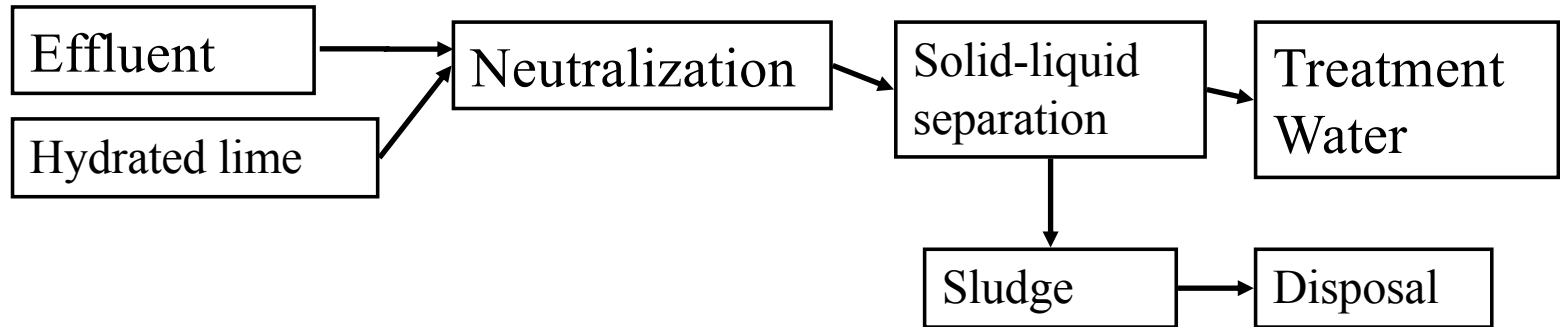 Effluent
Hydrated lime
Neutralization
Solid-liquid
separation
Treatment
Water
Sludge
Disposal